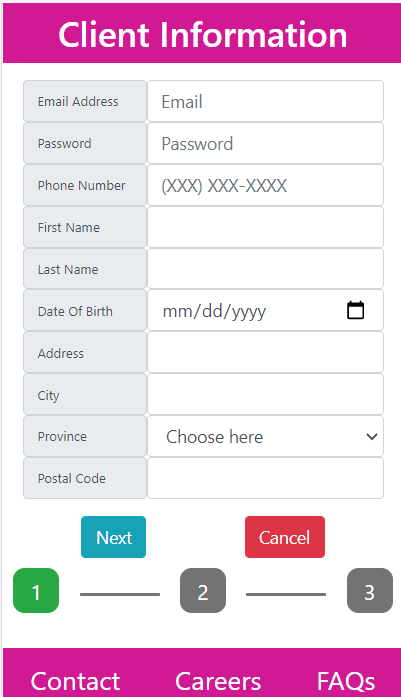 Client Information
Email Address Email
Password Password
Phone Number (XXX) XXX-XXXX
First Name
Last Name
Date Of Birth mm/dd/yyyy
Address
City
Province Choose here
Postal Code
Next Cancel
1 2 3
Contact Careers FAQs